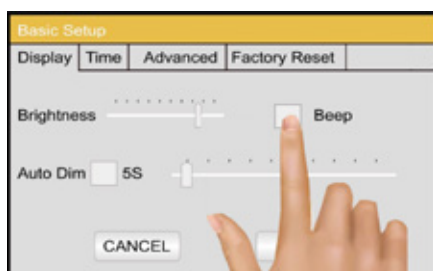 Basic Setup
Display Time Advanced Factory Reset
Brightness Beep
Auto Dim 5S
CANCEL